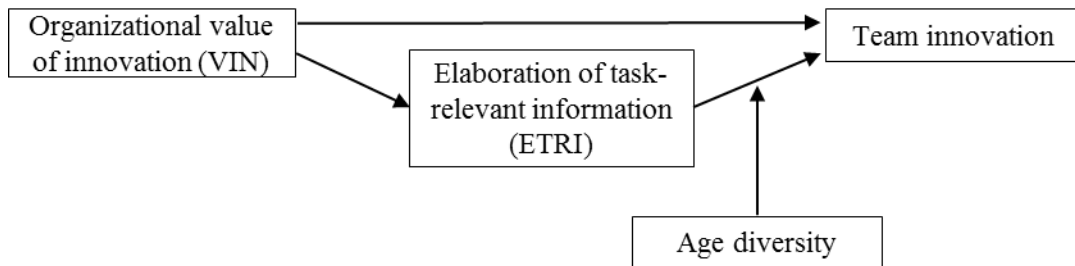 Organizational value
of innovation (VIN)
Team innovation
Elaboration of task-
relevant information
(ETRI)
Age diversity